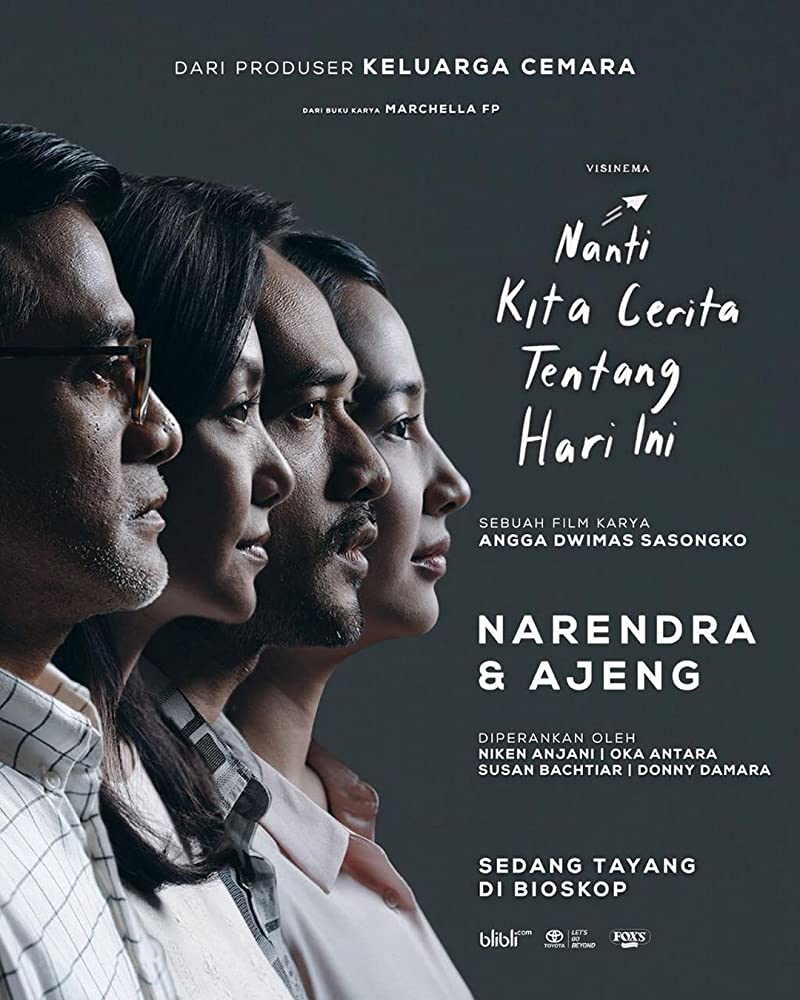 DARI PRODUSER KELUARGA CEMARA
DARI BUKU KARYA MARCHELLA FP
VISINEMA
Nanti
Kita Cerita
Tentang
Hari Ini
SEBUAH FILM KARYA
ANGGA DWIMAS SASONGKO
NARENDRA
& AJENG
DIPERANKAN OLEH
NIKEN ANJANI | OKA ANTARA
SUSAN BACHTIAR | DONNY DAMARA
SEDANG TAYANG
DI BIOSKOP
blibli.com TOYOTA LET'S GO BEYOND FOX'S